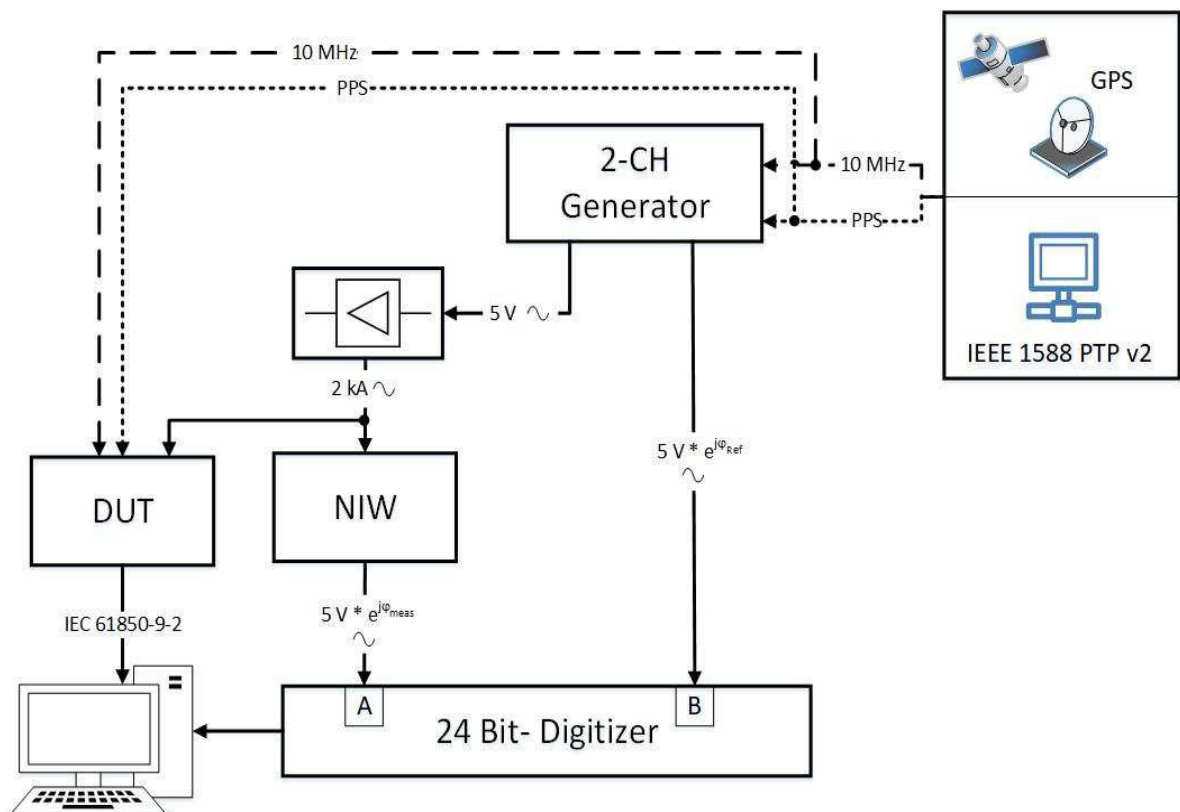 10 MHz
PPS
GPS
2-CH
Generator
10 MHz
PPS
IEEE 1588 PTP v2
5 V
2 kA
5 V * e^jφRef
DUT
NIW
5 V * e^jφmeas
IEC 61850-9-2
A
B
24 Bit- Digitizer